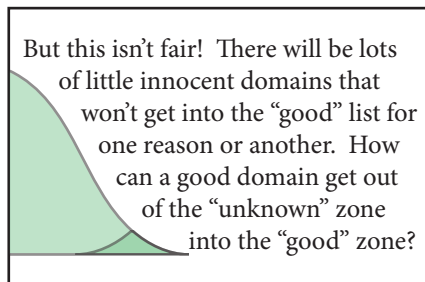 But this isn’t fair!  There will be lots
of little innocent domains that
won’t get into the “good” list for
one reason or another.  How
can a good domain get out
of the “unknown” zone
into the “good” zone?